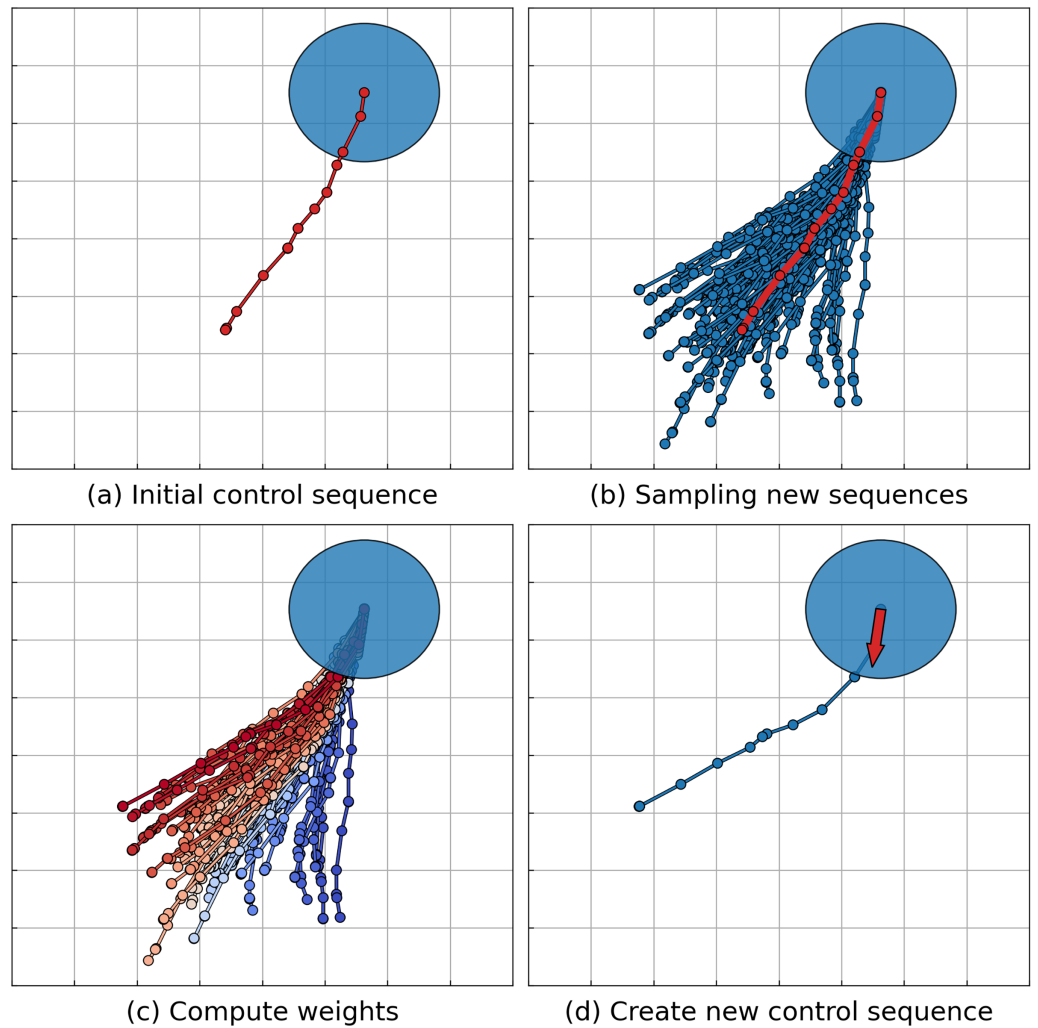 (a) Initial control sequence
(b) Sampling new sequences
(c) Compute weights
(d) Create new control sequence